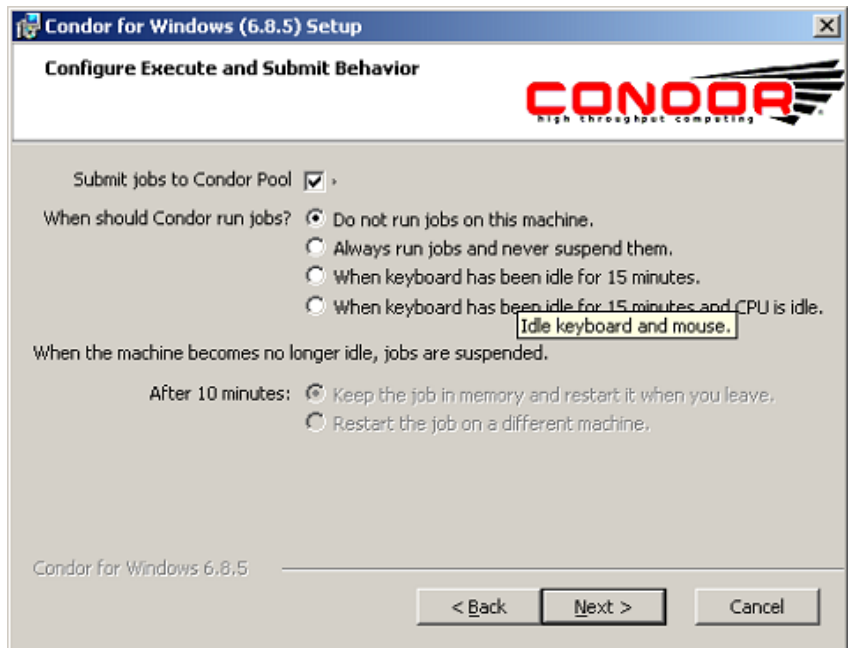 Condor for Windows (6.8.5) Setup
Configure Execute and Submit Behavior
CONDOR
high throughput computing
Submit jobs to Condor Pool
When should Condor run jobs? Do not run jobs on this machine.
Always run jobs and never suspend them.
When keyboard has been idle for 15 minutes.
When keyboard has been idle for 15 minutes and CPU is idle.
Idle keyboard and mouse.
When the machine becomes no longer idle, jobs are suspended.
After 10 minutes: Keep the job in memory and restart it when you leave.
Restart the job on a different machine.
Condor for Windows 6.8.5
< Back Next > Cancel